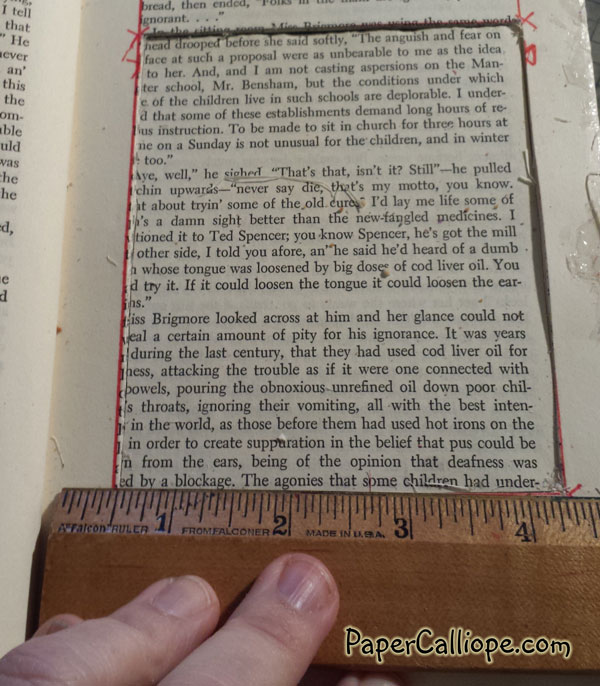 I tell
that
" He
ever
an'
this
the
om-
ble
uld
was
the
he
d,
e
d
bread, then ended,
ignorant. . . ."
In the sitting room Miss Brigmore was using the same words
head drooped before she said softly, "The anguish and fear on
face at such a proposal were as unbearable to me as the idea
to her. And, and I am not casting aspersions on the Man-
ter school, Mr. Bensham, but the conditions under which
e of the children live in such schools are deplorable. I under-
d that some of these establishments demand long hours of re-
us instruction. To be made to sit in church for three hours at
ne on a Sunday is not unusual for the children, and in winter
too."
Aye, well," he sighed. "That's that, isn't it? Still"—he pulled
chin upwards—"never say die, that's my motto, you know.
at about tryin' some of the old cures? I'd lay me life some of
's a damn sight better than the new-fangled medicines. I
tioned it to Ted Spencer; you know Spencer, he's got the mill
other side, I told you afore, an' he said he'd heard of a dumb
whose tongue was loosened by big doses of cod liver oil. You
d try it. If it could loosen the tongue it could loosen the ear-
ns."
iss Brigmore looked across at him and her glance could not
eal a certain amount of pity for his ignorance. It was years
during the last century, that they had used cod liver oil for
ness, attacking the trouble as if it were one connected with
bowels, pouring the obnoxious unrefined oil down poor chil-
's throats, ignoring their vomiting, all with the best inten-
in the world, as those before them had used hot irons on the
in order to create suppuration in the belief that pus could be
n from the ears, being of the opinion that deafness was
ed by a blockage. The agonies that some children had under-
"Falcon" RULER 1 FROM FALCONER 2 MADE IN U.S.A. 3 4
PaperCalliope.com